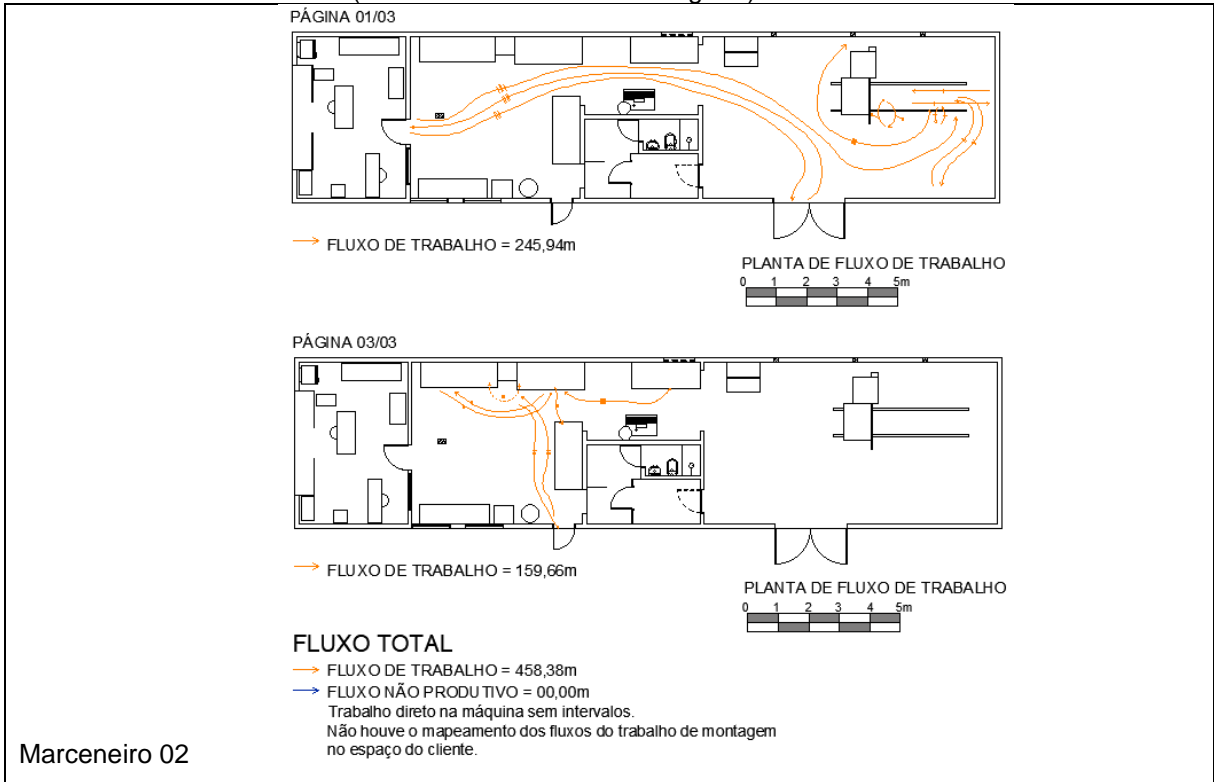 PÁGINA 01/03
FLUXO DE TRABALHO = 245,94m
PLANTA DE FLUXO DE TRABALHO
0 1 2 3 4 5m
PÁGINA 03/03
FLUXO DE TRABALHO = 159,66m
PLANTA DE FLUXO DE TRABALHO
0 1 2 3 4 5m
FLUXO TOTAL
FLUXO DE TRABALHO = 458,38m
FLUXO NÃO PRODUTIVO = 00,00m
Trabalho direto na máquina sem intervalos.
Não houve o mapeamento dos fluxos do trabalho de montagem
no espaço do cliente.
Marceneiro 02